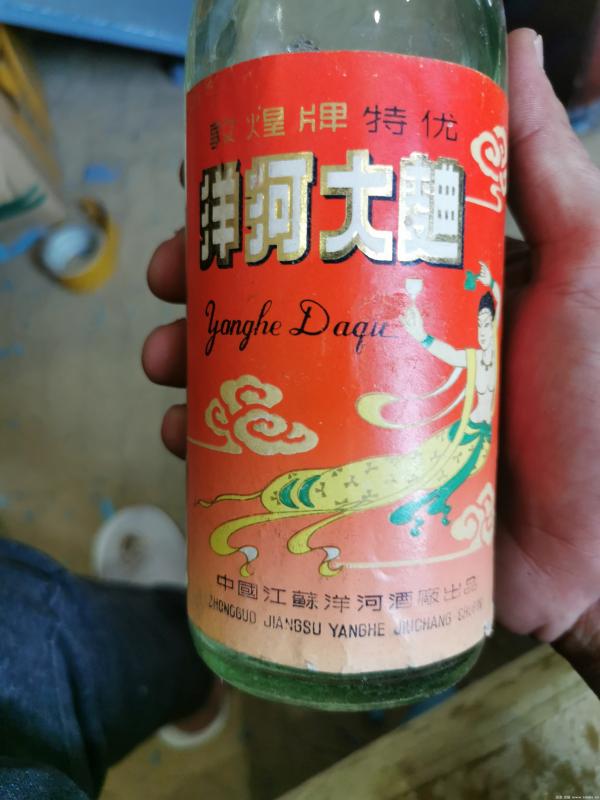 敦煌牌 特优
洋河大麯
Yanghe Daqu
中國江蘇洋河酒廠出品
ZHONGGUO JIANGSU YANGHE JIUCHANG CHUPIN